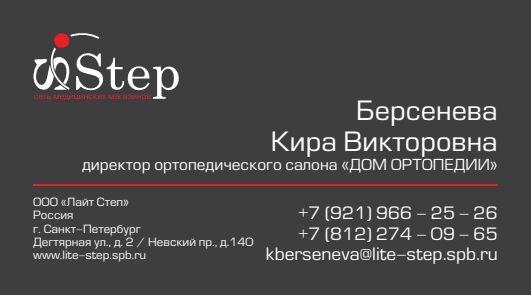 Step
СЕТЬ МЕДИЦИНСКИХ МАГАЗИНОВ
Берсенева
Кира Викторовна
директор ортопедического салона «ДОМ ОРТОПЕДИИ»
ООО «Лайт Степ»
Россия
г. Санкт–Петербург
Дегтярная ул., д. 2 / Невский пр., д.140
www.lite–step.spb.ru
+7 (921) 966 – 25 – 26
+7 (812) 274 – 09 – 65
kberseneva@lite–step.spb.ru